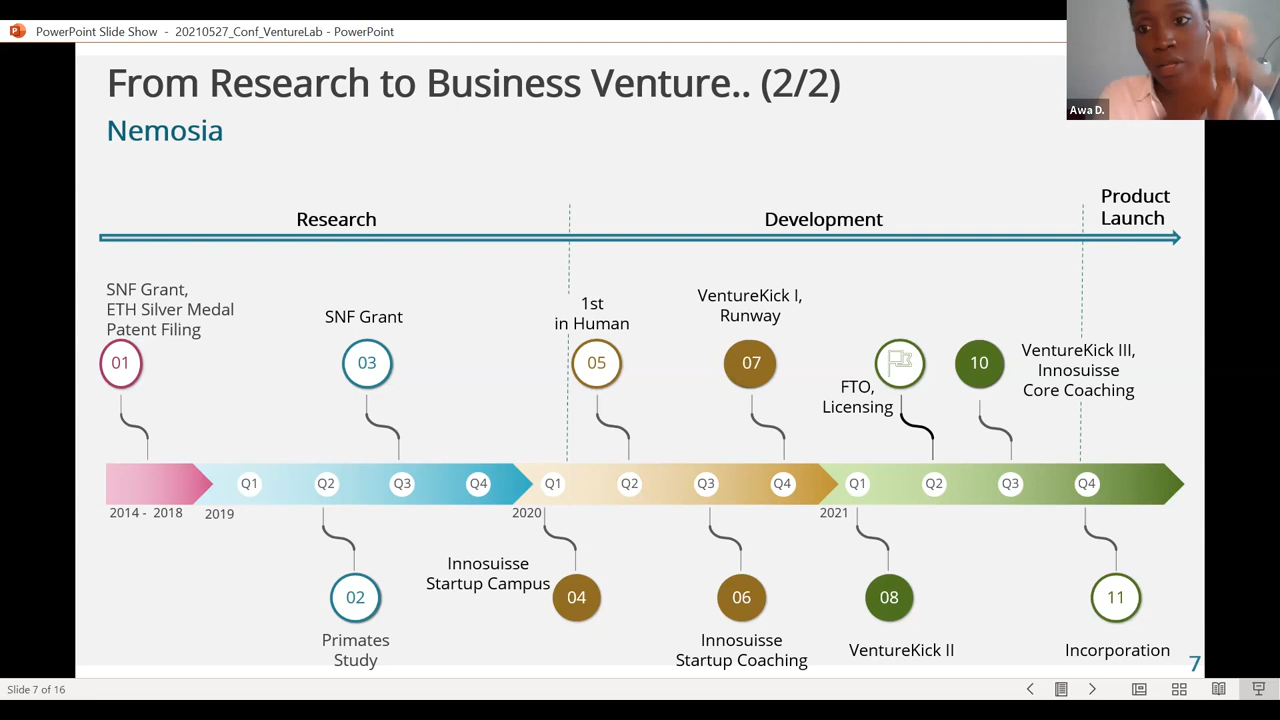 PowerPoint Slide Show - 20210527_Conf_VentureLab - PowerPoint
Awa D.
From Research to Business Venture.. (2/2)
Nemosia
Research
Development
Product
Launch
SNF Grant,
ETH Silver Medal
Patent Filing
01
SNF Grant
03
1st
in Human
05
VentureKick I,
Runway
07
FTO,
Licensing
10
VentureKick III,
Innosuisse
Core Coaching
Q1
Q2
Q3
Q4
Q1
Q2
Q3
Q4
Q1
Q2
Q3
Q4
2014 - 2018
2019
2020
2021
02
Primates
Study
Innosuisse
Startup Campus
04
06
Innosuisse
Startup Coaching
08
VentureKick II
11
Incorporation
7
Slide 7 of 16